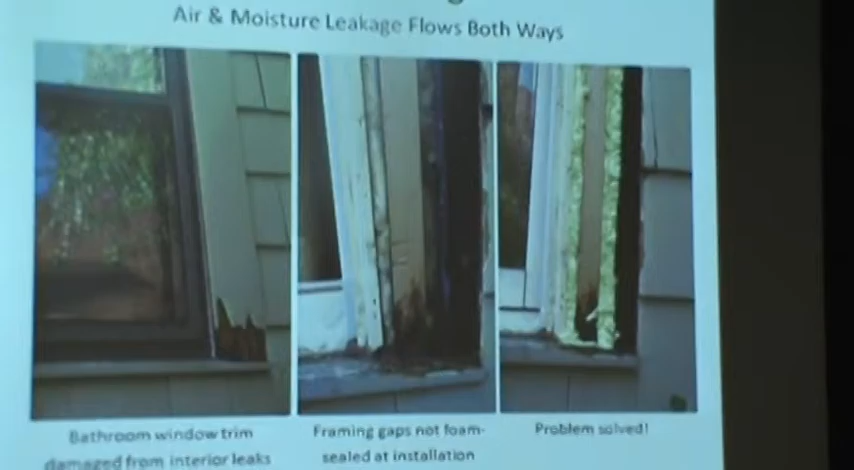 Air & Moisture Leakage Flows Both Ways
Bathroom window trim
damaged from interior leaks
Framing gaps not foam-
sealed at installation
Problem solved!